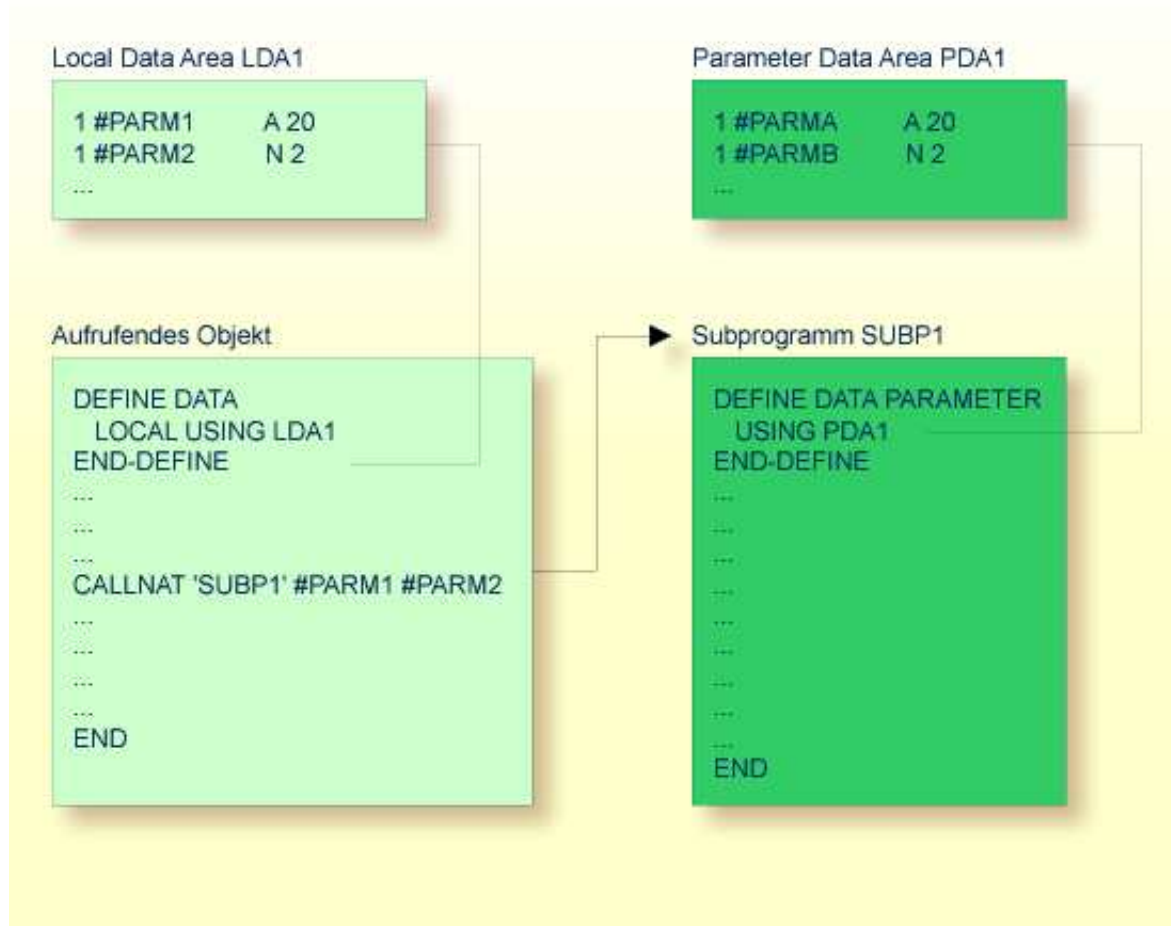 Local Data Area LDA1
1 #PARM1 A 20
1 #PARM2 N 2
...
Parameter Data Area PDA1
1 #PARMA A 20
1 #PARMB N 2
...
Aufrufendes Objekt
DEFINE DATA
LOCAL USING LDA1
END-DEFINE
...
...
...
CALLNAT 'SUBP1' #PARM1 #PARM2
...
...
...
...
END
Subprogramm SUBP1
DEFINE DATA PARAMETER
USING PDA1
END-DEFINE
...
...
...
...
...
...
...
...
...
END